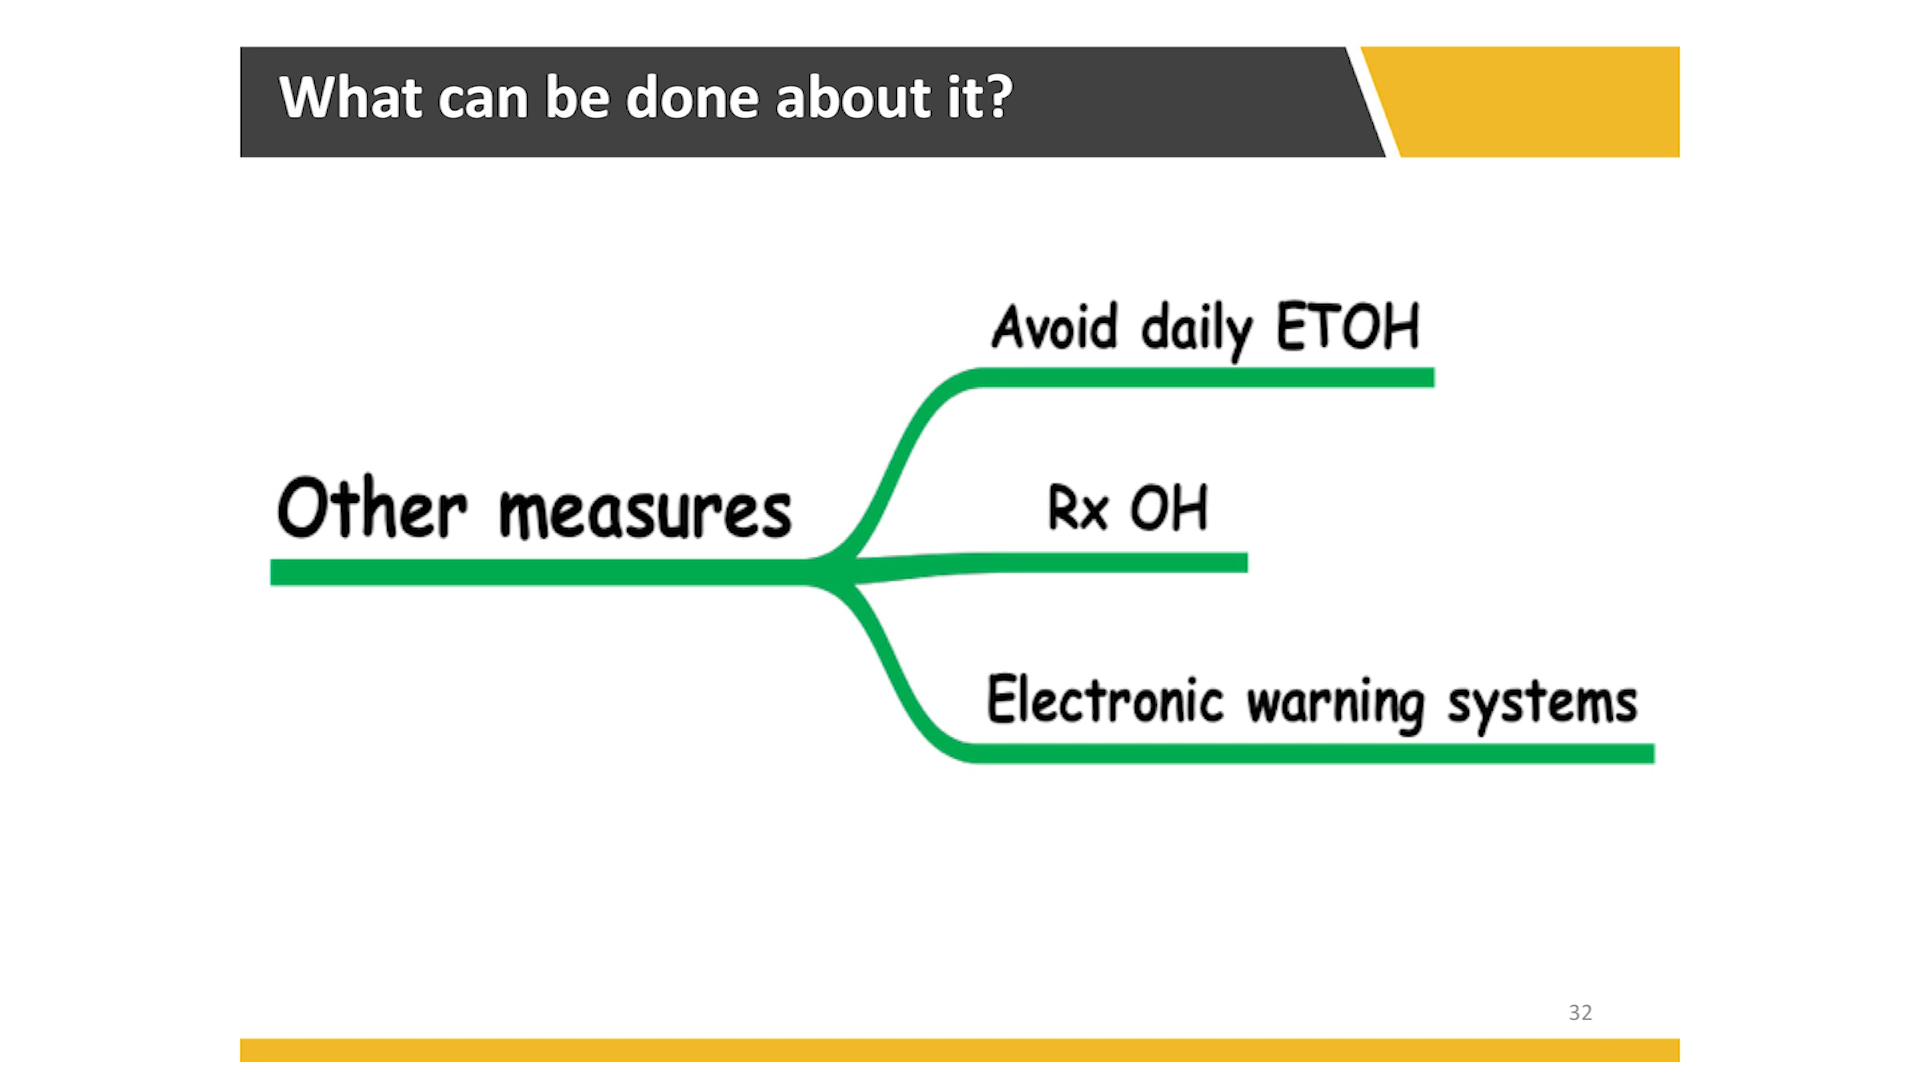 What can be done about it?
Avoid daily ETOH
Other measures
Rx OH
Electronic warning systems
32